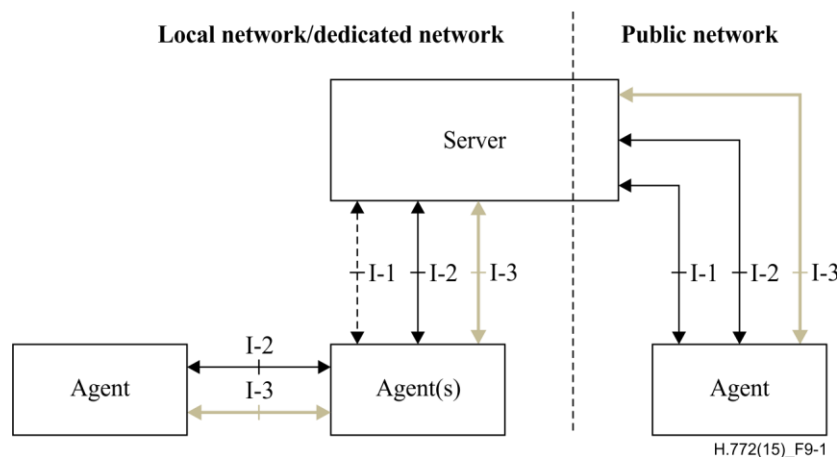 Local network/dedicated network
Public network
Server
I-1
I-2
I-3
I-1
I-2
I-3
I-2
Agent
I-3
Agent(s)
Agent
H.772(15)_F9-1